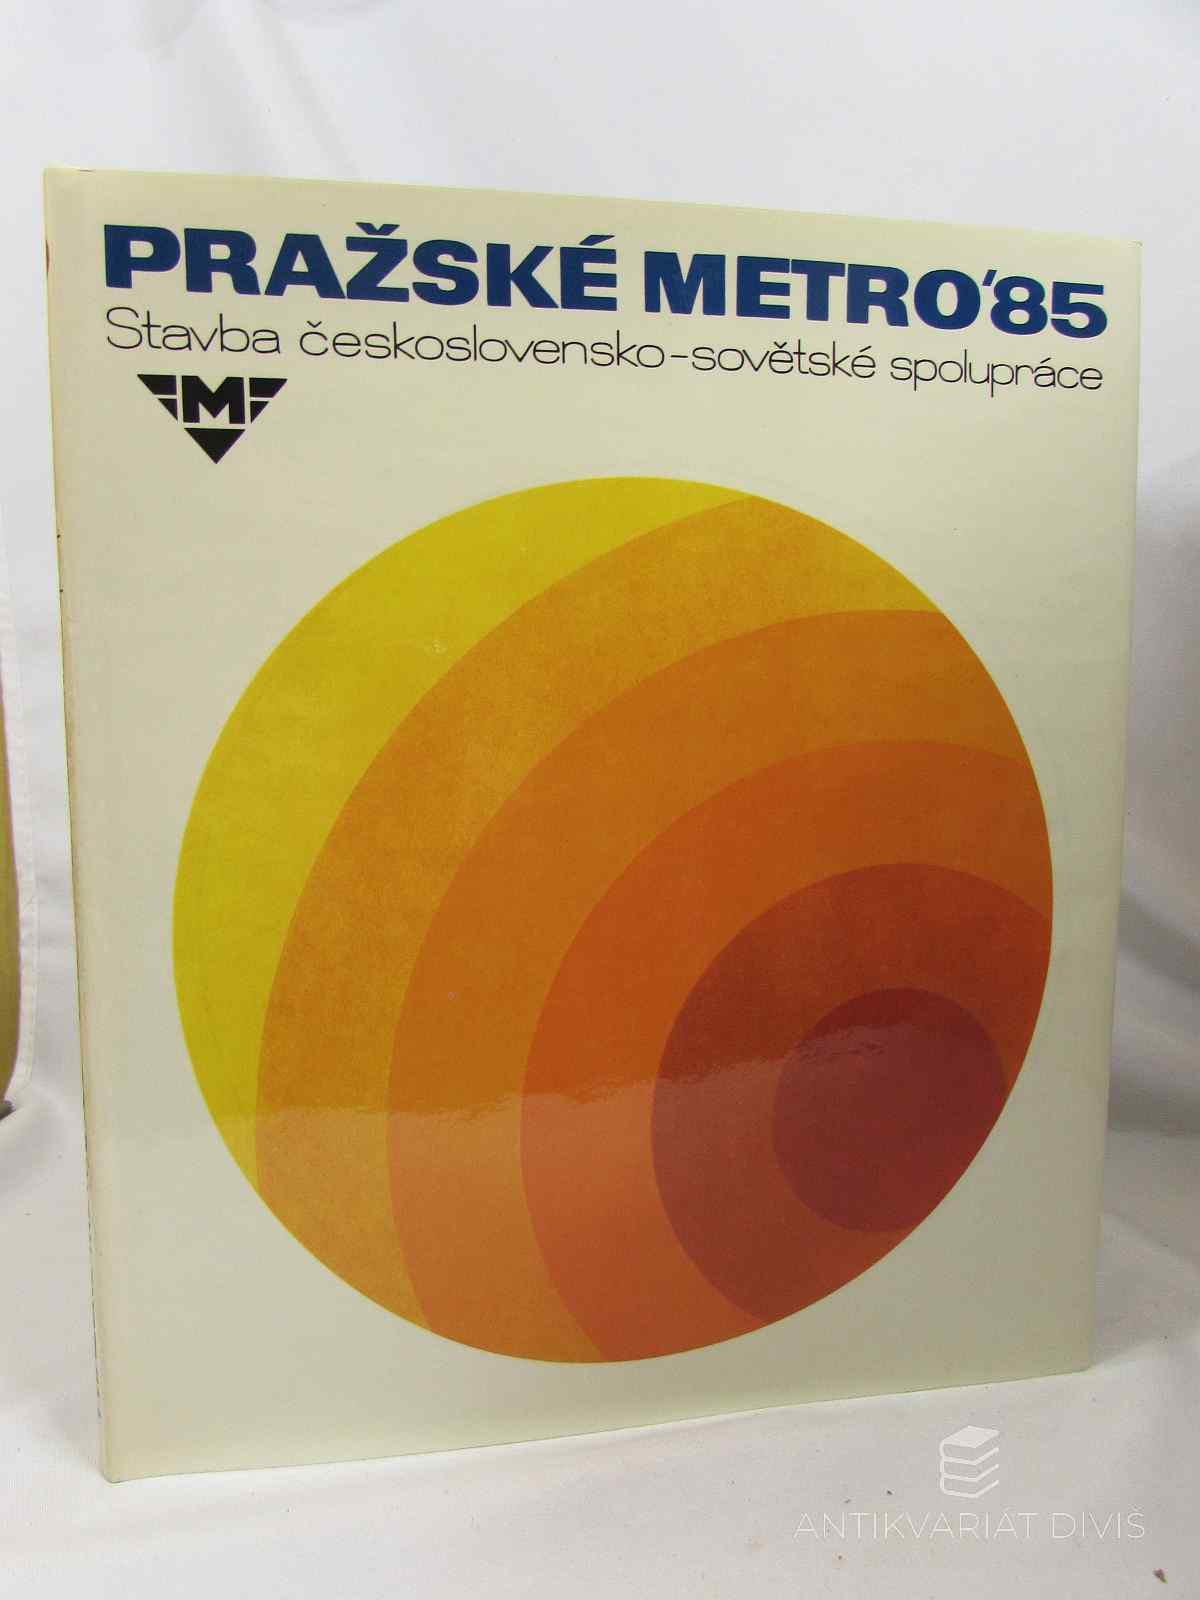 PRAŽSKÉ METRO'85
Stavba československo-sovětské spolupráce
M
ANTIKVARIÁT DIVIŠ